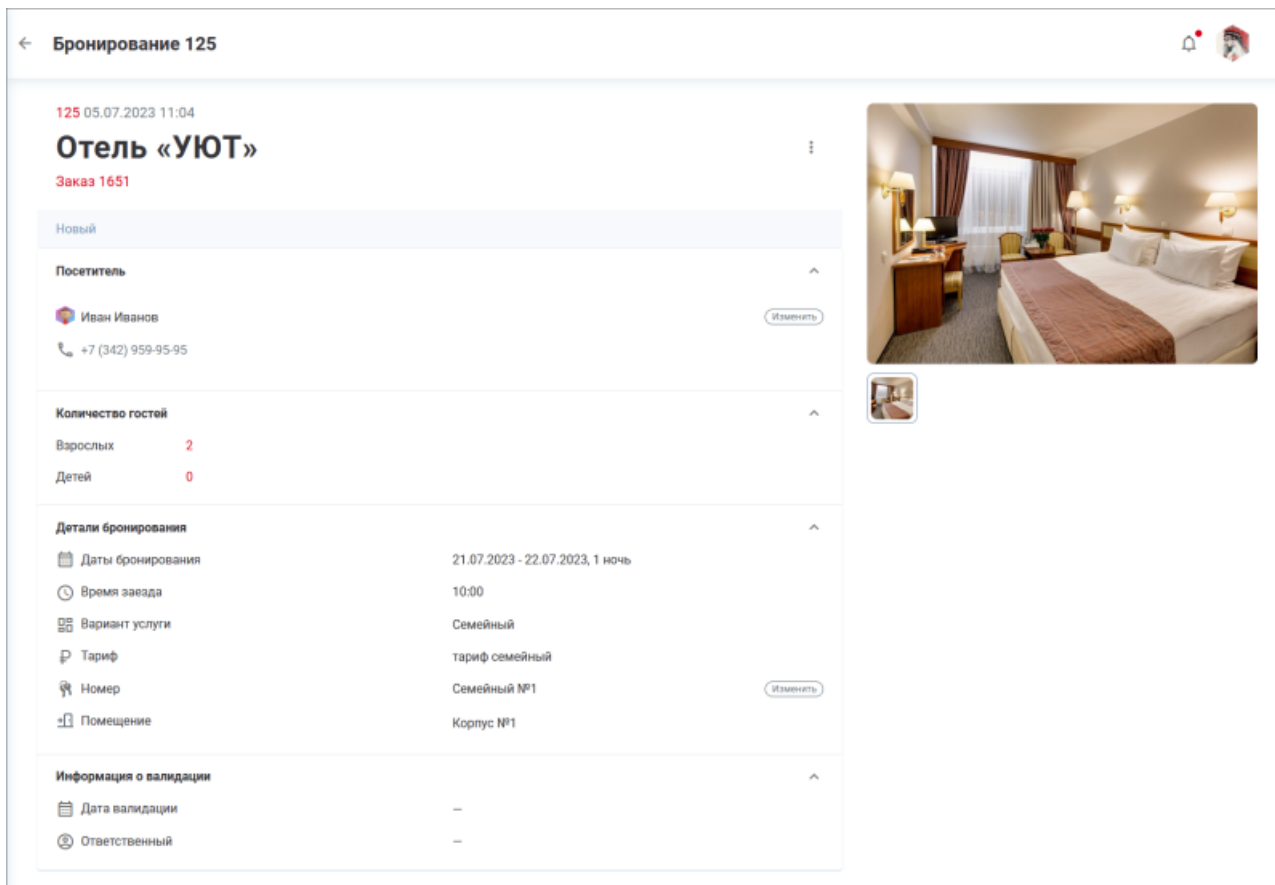 Бронирование 125
125 05.07.2023 11:04
Отель «УЮТ»
Заказ 1651
Новый
Посетитель
Иван Иванов
Изменить
+7 (342) 959-95-95
Количество гостей
Взрослых 2
Детей 0
Детали бронирования
Даты бронирования 21.07.2023 - 22.07.2023, 1 ночь
Время заезда 10:00
Вариант услуги Семейный
Тариф тариф семейный
Номер Семейный №1 Изменить
Помещение Корпус №1
Информация о валидации
Дата валидации —
Ответственный —